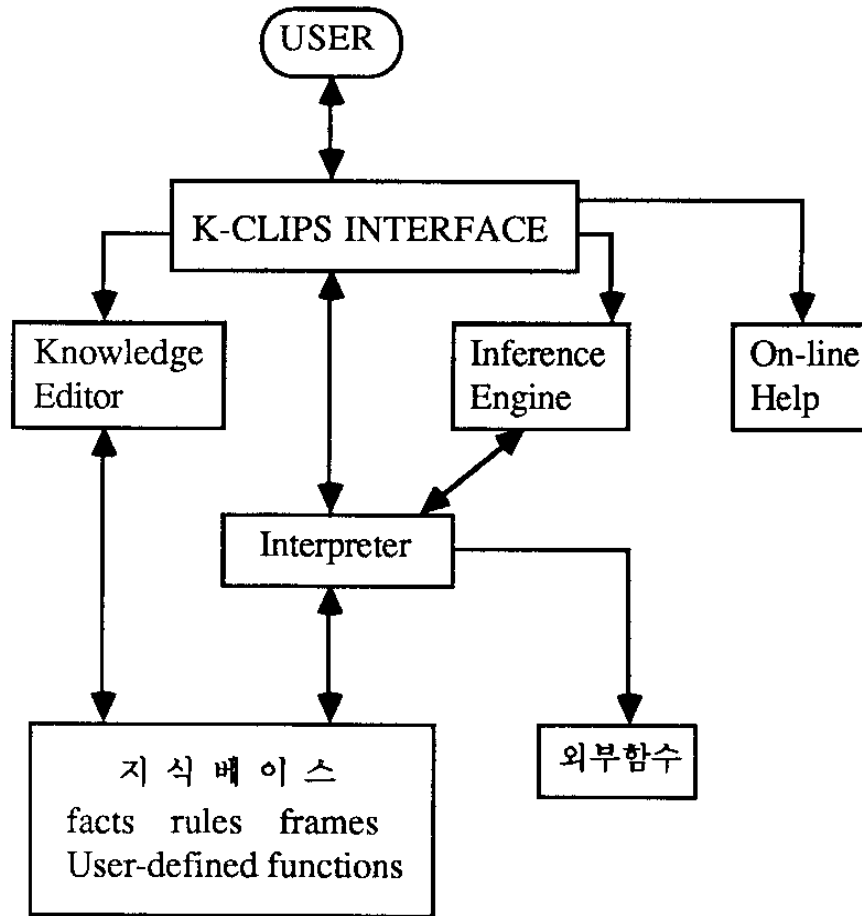 USER
K-CLIPS INTERFACE
Knowledge
Editor
Inference
Engine
On-line
Help
Interpreter
지 식 베 이 스
facts rules frames
User-defined functions
외부함수